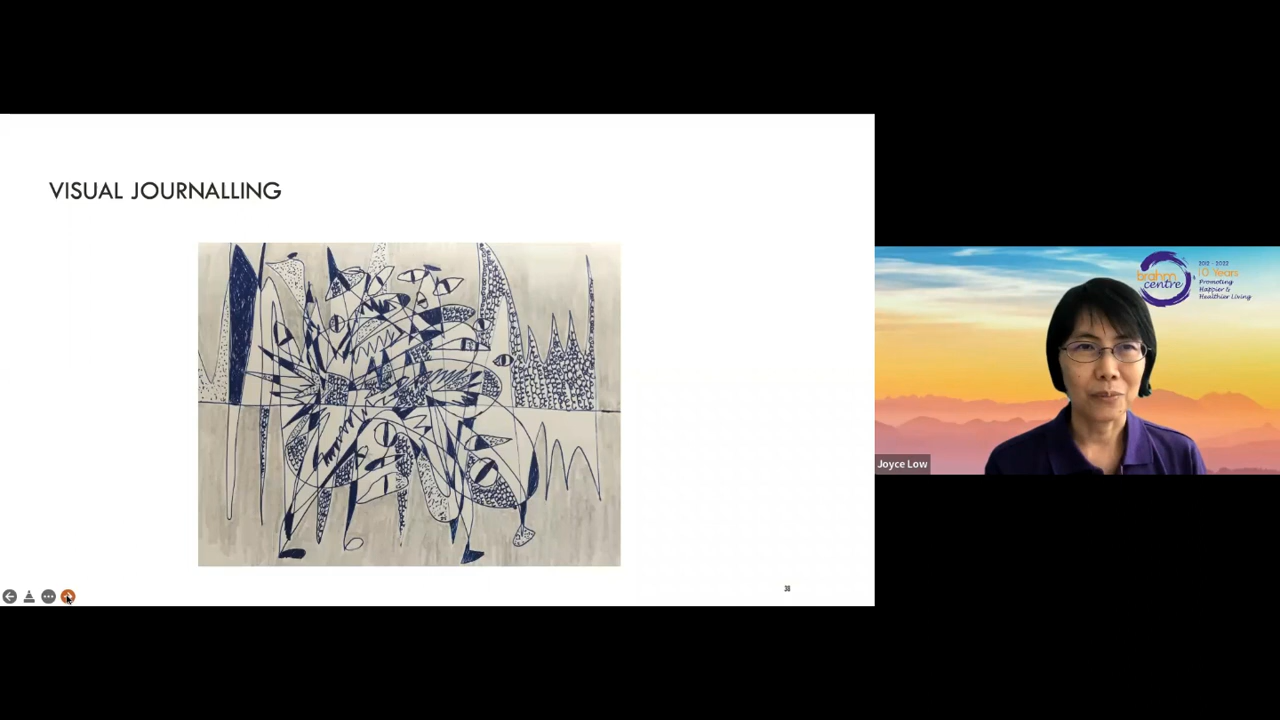 VISUAL JOURNALLING
38
Joyce Low
brahm
centre
2012 - 2022
10 Years
Promoting
Happier &
Healthier Living